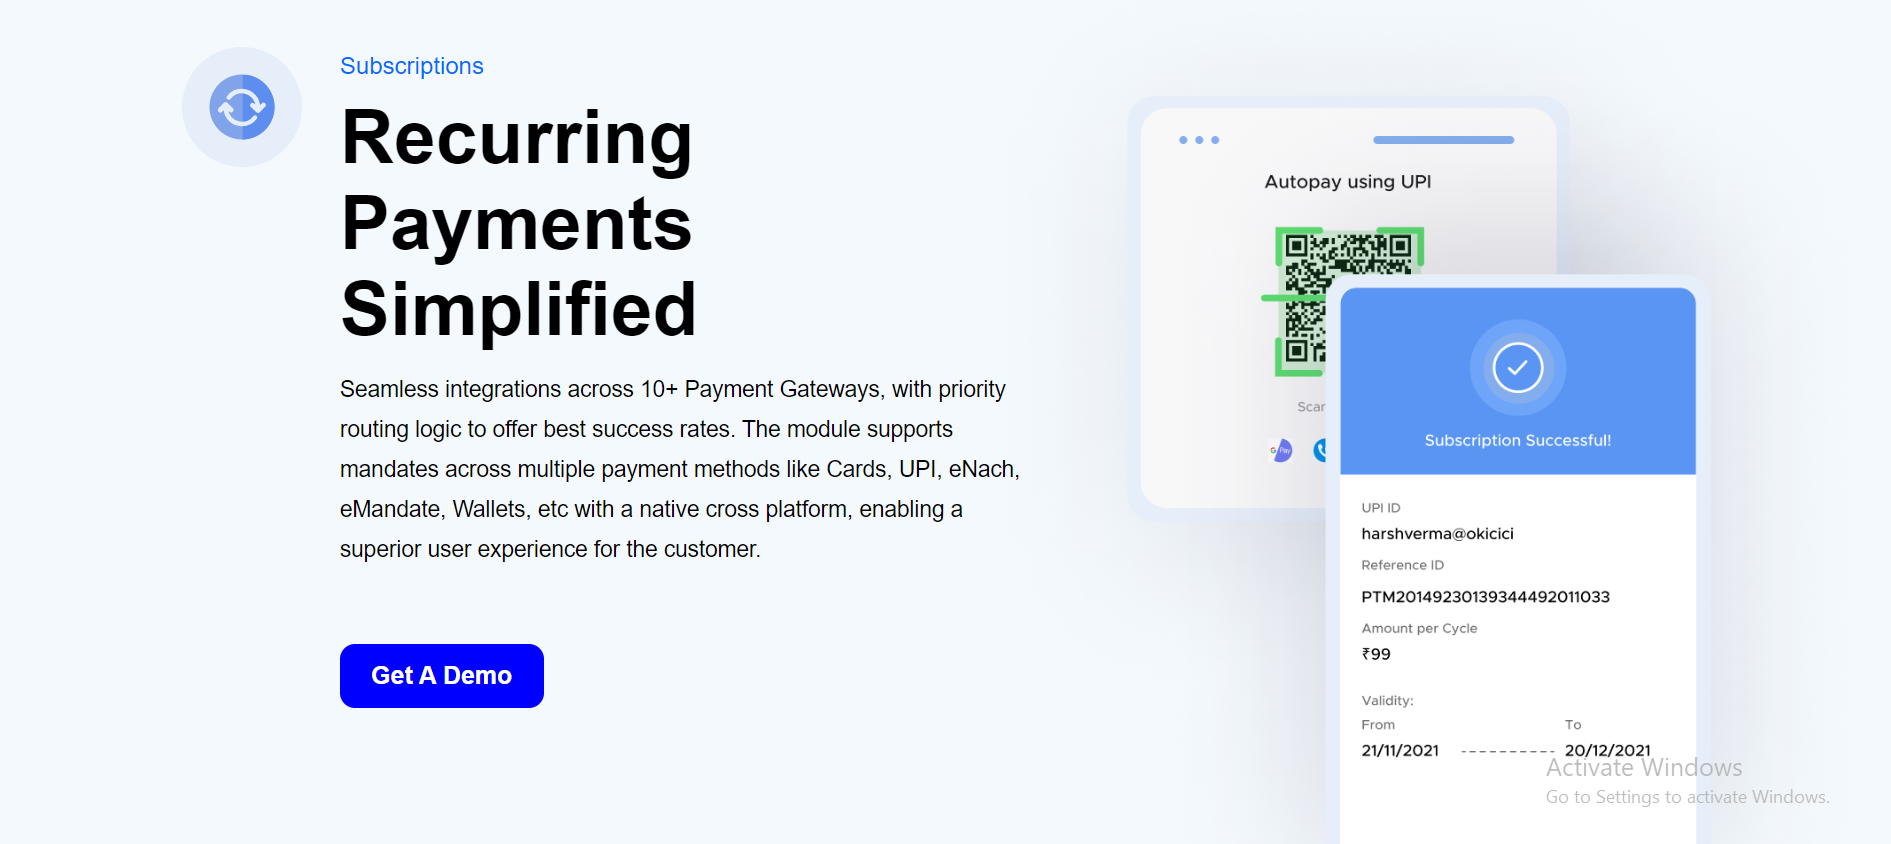 Subscriptions
Recurring
Payments
Simplified
Seamless integrations across 10+ Payment Gateways, with priority
routing logic to offer best success rates. The module supports
mandates across multiple payment methods like Cards, UPI, eNach,
eMandate, Wallets, etc with a native cross platform, enabling a
superior user experience for the customer.
Get A Demo
Autopay using UPI
G Pay
Subscription Successful!
UPI ID
harshverma@okicici
Reference ID
PTM20149230139344492011033
Amount per Cycle
₹99
Validity:
From To
21/11/2021 ---------- 20/12/2021
Activate Windows
Go to Settings to activate Windows.